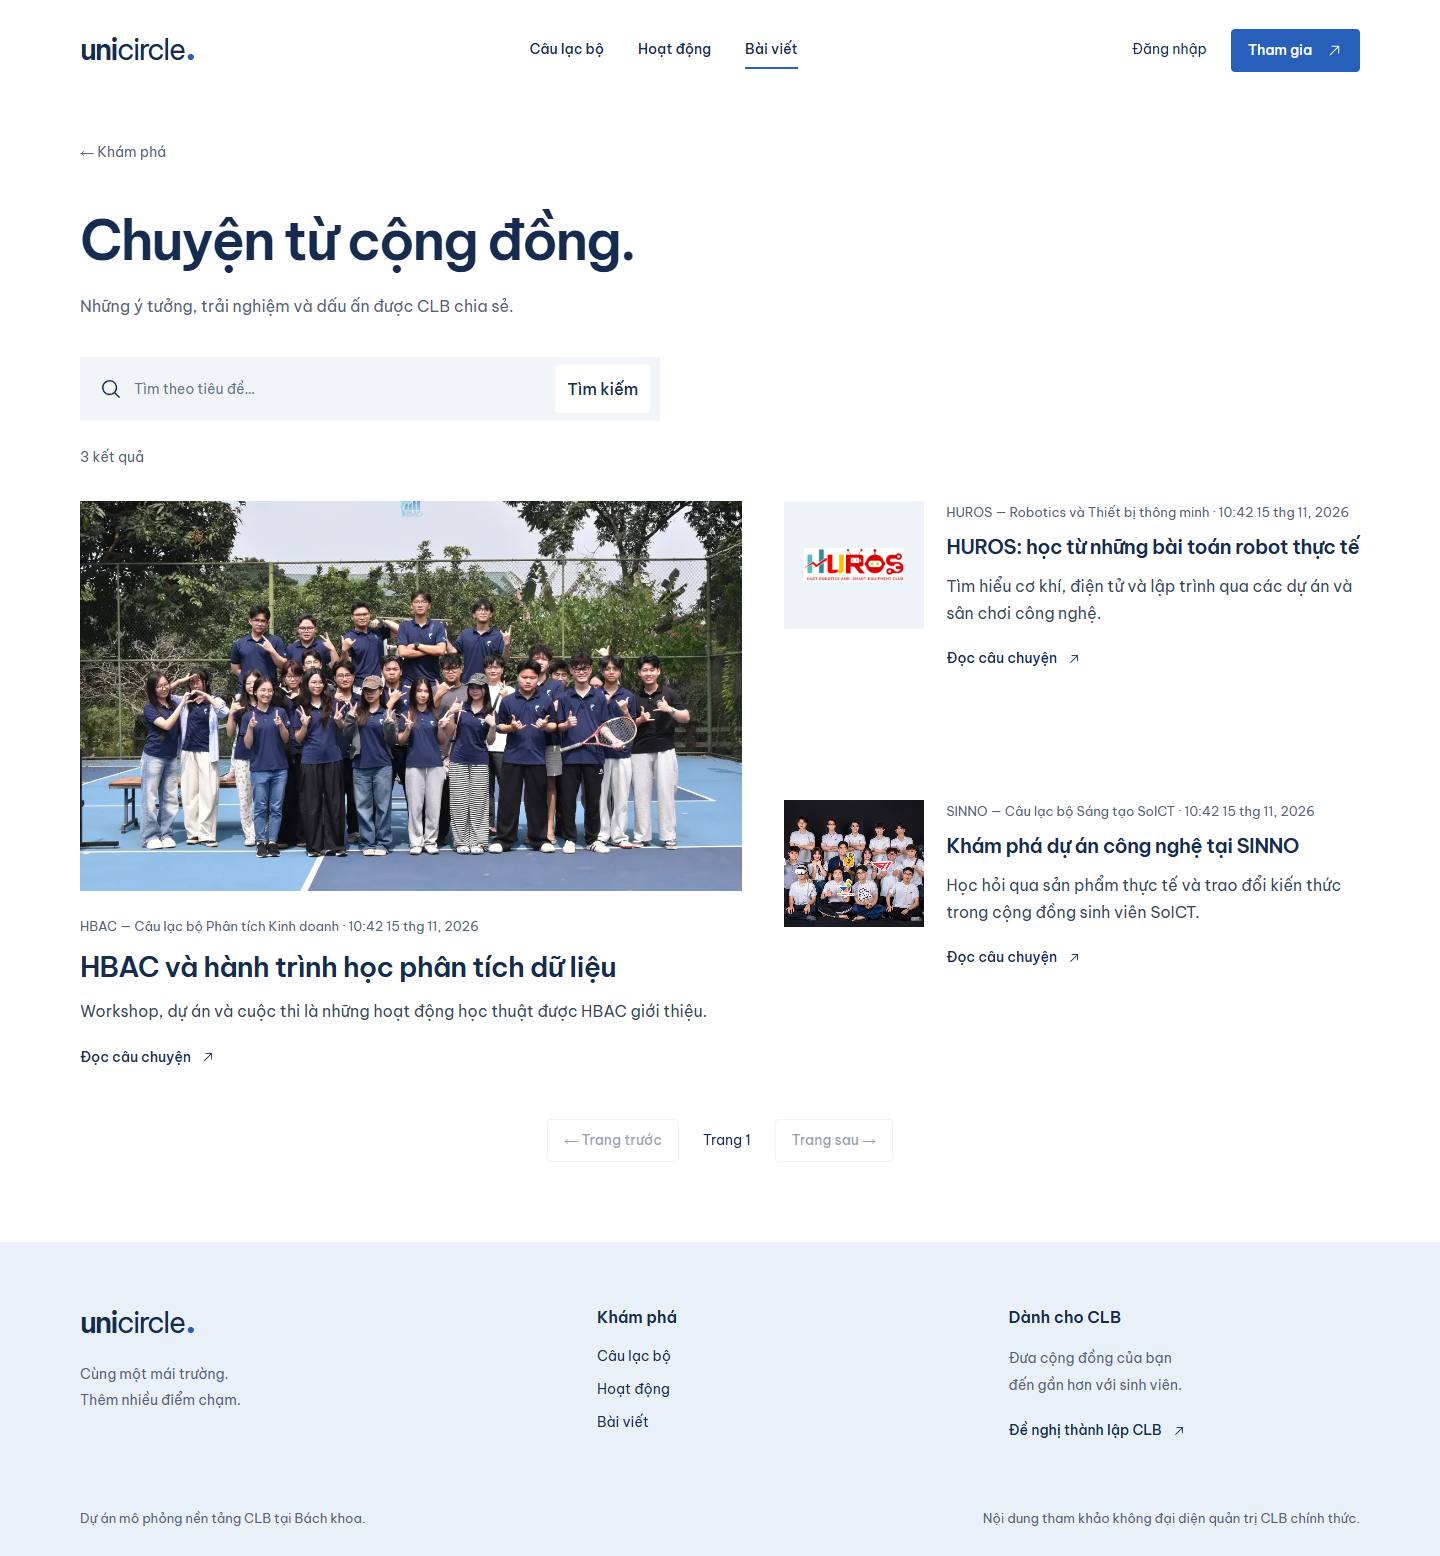 unicircle.
Câu lạc bộ
Hoạt động
Bài viết
Đăng nhập
Tham gia ↗
← Khám phá
Chuyện từ cộng đồng.
Những ý tưởng, trải nghiệm và dấu ấn được CLB chia sẻ.
Tìm theo tiêu đề...
Tìm kiếm
3 kết quả
HBAC — Câu lạc bộ Phân tích Kinh doanh · 10:42 15 thg 11, 2026
HBAC và hành trình học phân tích dữ liệu
Workshop, dự án và cuộc thi là những hoạt động học thuật được HBAC giới thiệu.
Đọc câu chuyện ↗
HUROS
HUST ROBOTICS AND SMART EQUIPMENT CLUB
HUROS — Robotics và Thiết bị thông minh · 10:42 15 thg 11, 2026
HUROS: học từ những bài toán robot thực tế
Tìm hiểu cơ khí, điện tử và lập trình qua các dự án và
sân chơi công nghệ.
Đọc câu chuyện ↗
SINNO — Câu lạc bộ Sáng tạo SoICT · 10:42 15 thg 11, 2026
Khám phá dự án công nghệ tại SINNO
Học hỏi qua sản phẩm thực tế và trao đổi kiến thức
trong cộng đồng sinh viên SoICT.
Đọc câu chuyện ↗
← Trang trước
Trang 1
Trang sau →
unicircle.
Cùng một mái trường.
Thêm nhiều điểm chạm.
Khám phá
Câu lạc bộ
Hoạt động
Bài viết
Dành cho CLB
Đưa cộng đồng của bạn
đến gần hơn với sinh viên.
Đề nghị thành lập CLB ↗
Dự án mô phỏng nền tảng CLB tại Bách khoa.
Nội dung tham khảo không đại diện quản trị CLB chính thức.